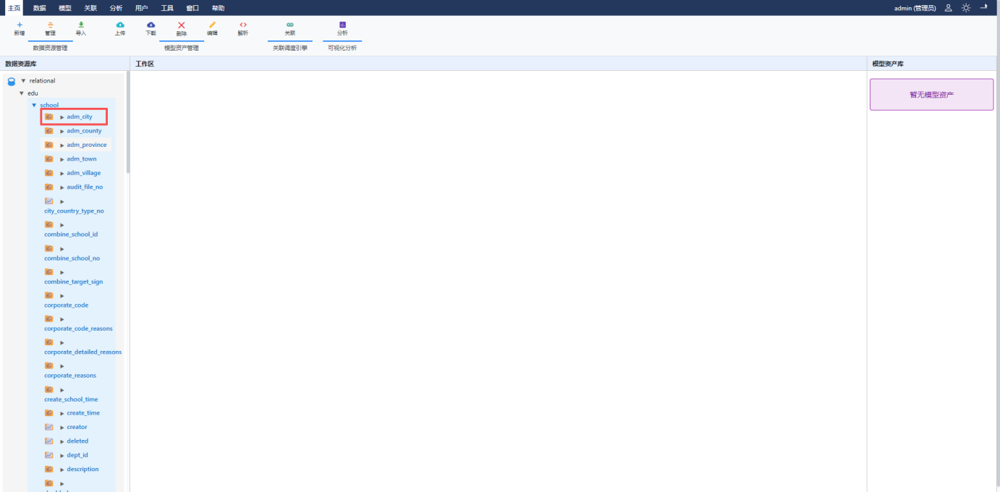 主页 数据 模型 关联 分析 用户 工具 窗口 帮助 admin (管理员)
新增 管理 导入 上传 下载 删除 编辑 解析 关联 分析
数据资源管理 模型资产管理 关联调度引擎 可视化分析
数据资源库 工作区 模型资产库
relational
edu
school
adm_city
adm_county
adm_province
adm_town
adm_village
audit_file_no
city_country_type_no
combine_school_id
combine_school_no
combine_target_sign
corporate_code
corporate_code_reasons
corporate_detailed_reasons
corporate_reasons
create_school_time
create_time
creator
deleted
dept_id
description
暂无模型资产